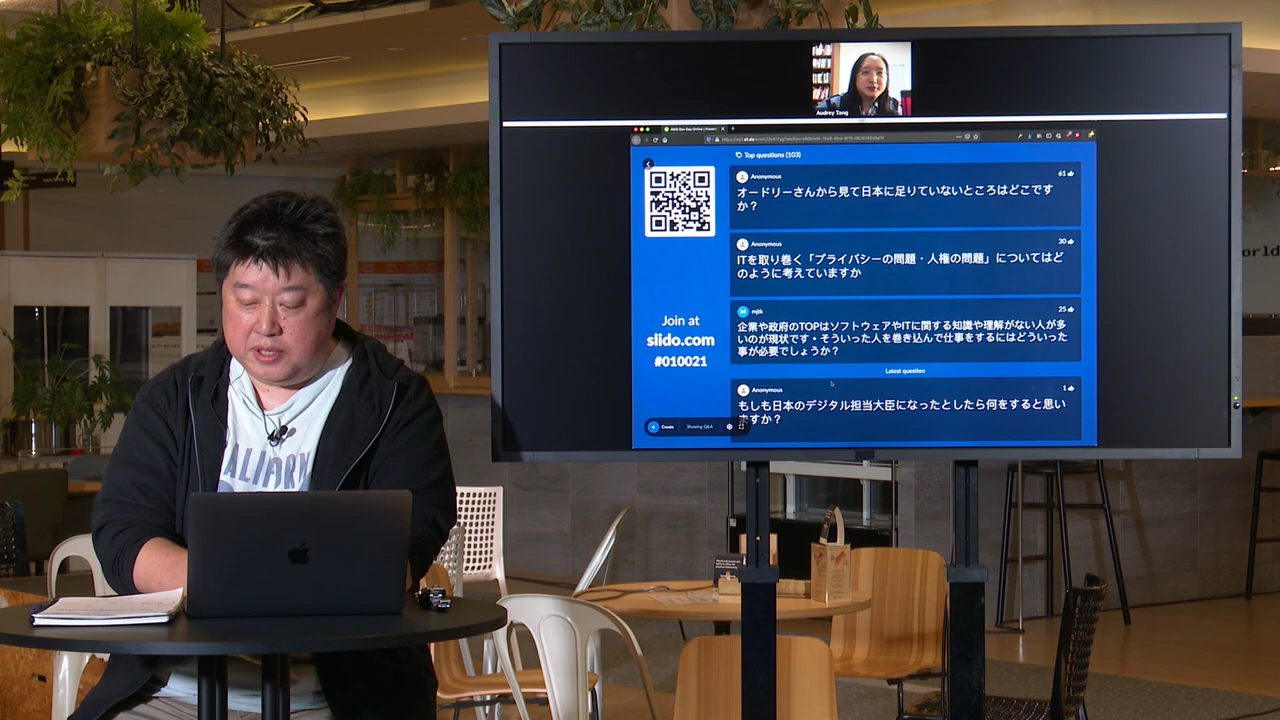 Audrey Tang
AWS Dev Day Online
Top questions (103)
Anonymous
61
オードリーさんから見て日本に足りていないところはどこです
か？
Anonymous
30
ITを取り巻く「プライバシーの問題・人権の問題」についてはど
のように考えていますか
mjtk
25
企業や政府のTOPはソフトウェアやITに関する知識や理解がない人が多
いのが現状です・そういった人を巻き込んで仕事をするにはどういった
事が必要でしょうか？
Latest question
Anonymous
1
もしも日本のデジタル担当大臣になったとしたら何をすると思い
ますか？
Join at
slido.com
#010021
Create
Showing Q&A
orld
CALIFORN